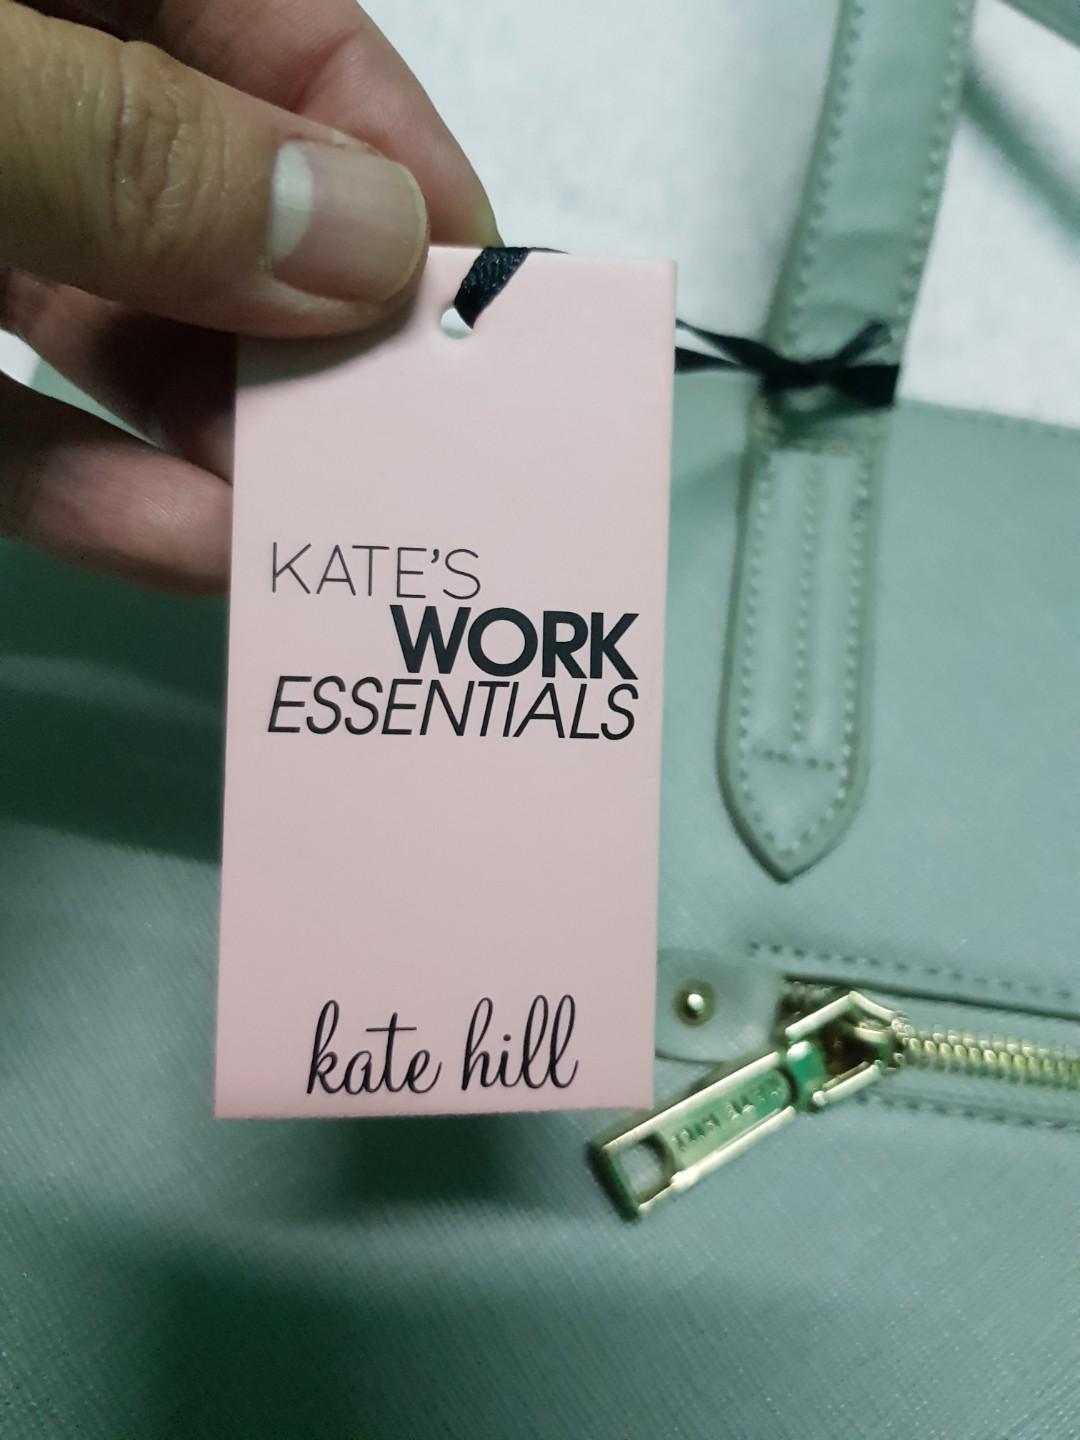 KATE'S
WORK
ESSENTIALS
kate hill